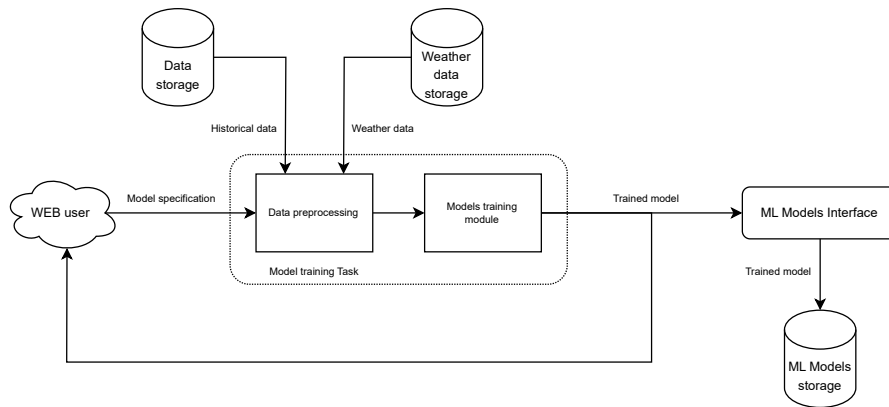 Data
storage
Weather
data
storage
Historical data
Weather data
WEB user
Model specification
Data preprocessing
Models training
module
Trained model
ML Models Interface
Model training Task
Trained model
ML Models
storage